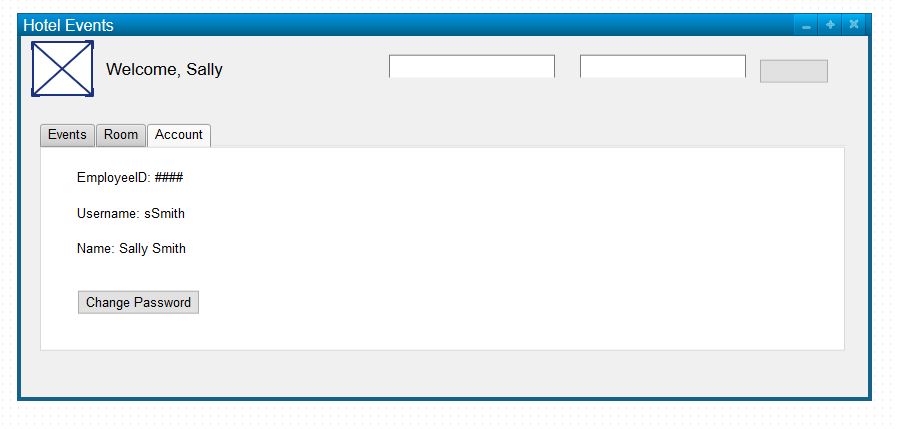 Hotel Events
Welcome, Sally
Events Room Account
EmployeeID: ####
Username: sSmith
Name: Sally Smith
Change Password